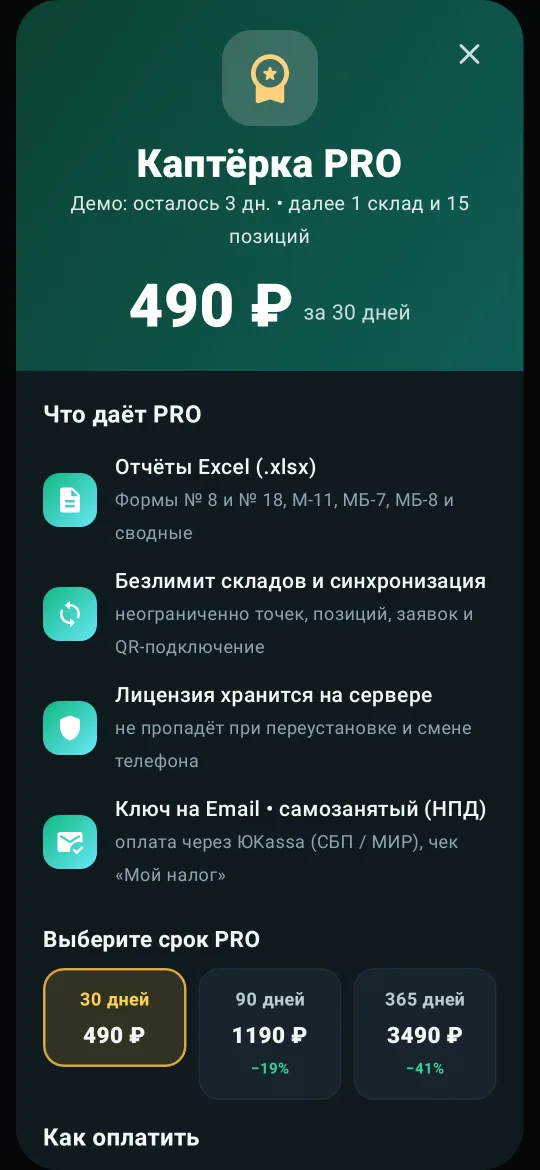 Каптёрка PRO
Демо: осталось 3 дн. • далее 1 склад и 15
позиций
490 ₽ за 30 дней
Что даёт PRO
Отчёты Excel (.xlsx)
Формы № 8 и № 18, М-11, МБ-7, МБ-8 и
сводные
Безлимит складов и синхронизация
неограниченно точек, позиций, заявок и
QR-подключение
Лицензия хранится на сервере
не пропадёт при переустановке и смене
телефона
Ключ на Email • самозанятый (НПД)
оплата через ЮKassa (СБП / МИР), чек
«Мой налог»
Выберите срок PRO
30 дней
490 ₽
90 дней
1190 ₽
−19%
365 дней
3490 ₽
−41%
Как оплатить